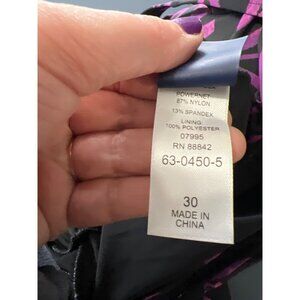 POWERNET
87% NYLON
13% SPANDEX
LINING
100% POLYESTER
07995
RN 88842
63-0450-5
30
MADE IN
CHINA